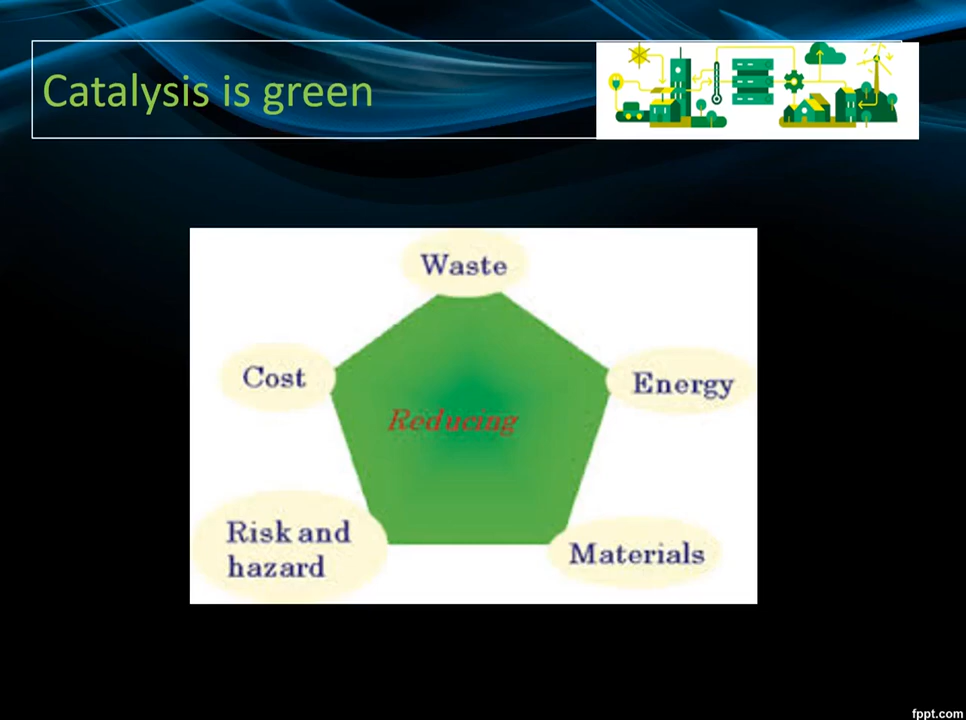 Catalysis is green
Waste
Cost
Energy
Reducing
Risk and
hazard
Materials
fppt.com